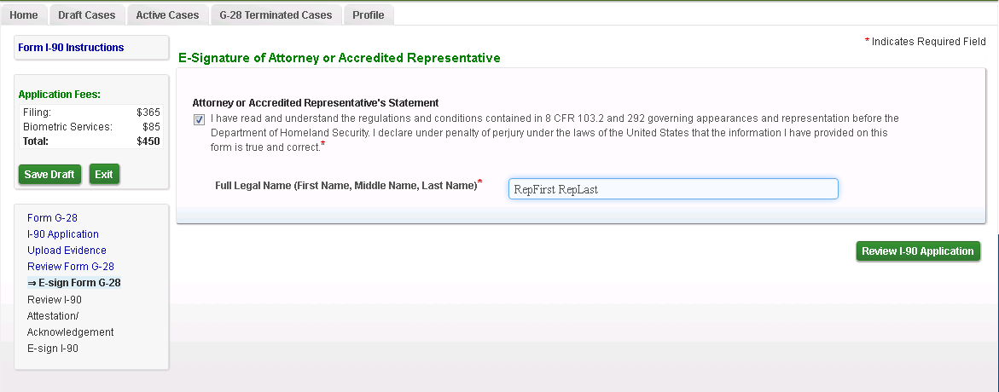 Home
Draft Cases
Active Cases
G-28 Terminated Cases
Profile
Form I-90 Instructions
* Indicates Required Field
E-Signature of Attorney or Accredited Representative
Application Fees:
Filing: $365
Biometric Services: $85
Total: $450
Save Draft
Exit
Attorney or Accredited Representative's Statement
I have read and understand the regulations and conditions contained in 8 CFR 103.2 and 292 governing appearances and representation before the
Department of Homeland Security. I declare under penalty of perjury under the laws of the United States that the information I have provided on this
form is true and correct.*
Full Legal Name (First Name, Middle Name, Last Name)*
RepFirst RepLast
Form G-28
I-90 Application
Upload Evidence
Review Form G-28
⇒ E-sign Form G-28
Review I-90
Attestation/
Acknowledgement
E-sign I-90
Review I-90 Application